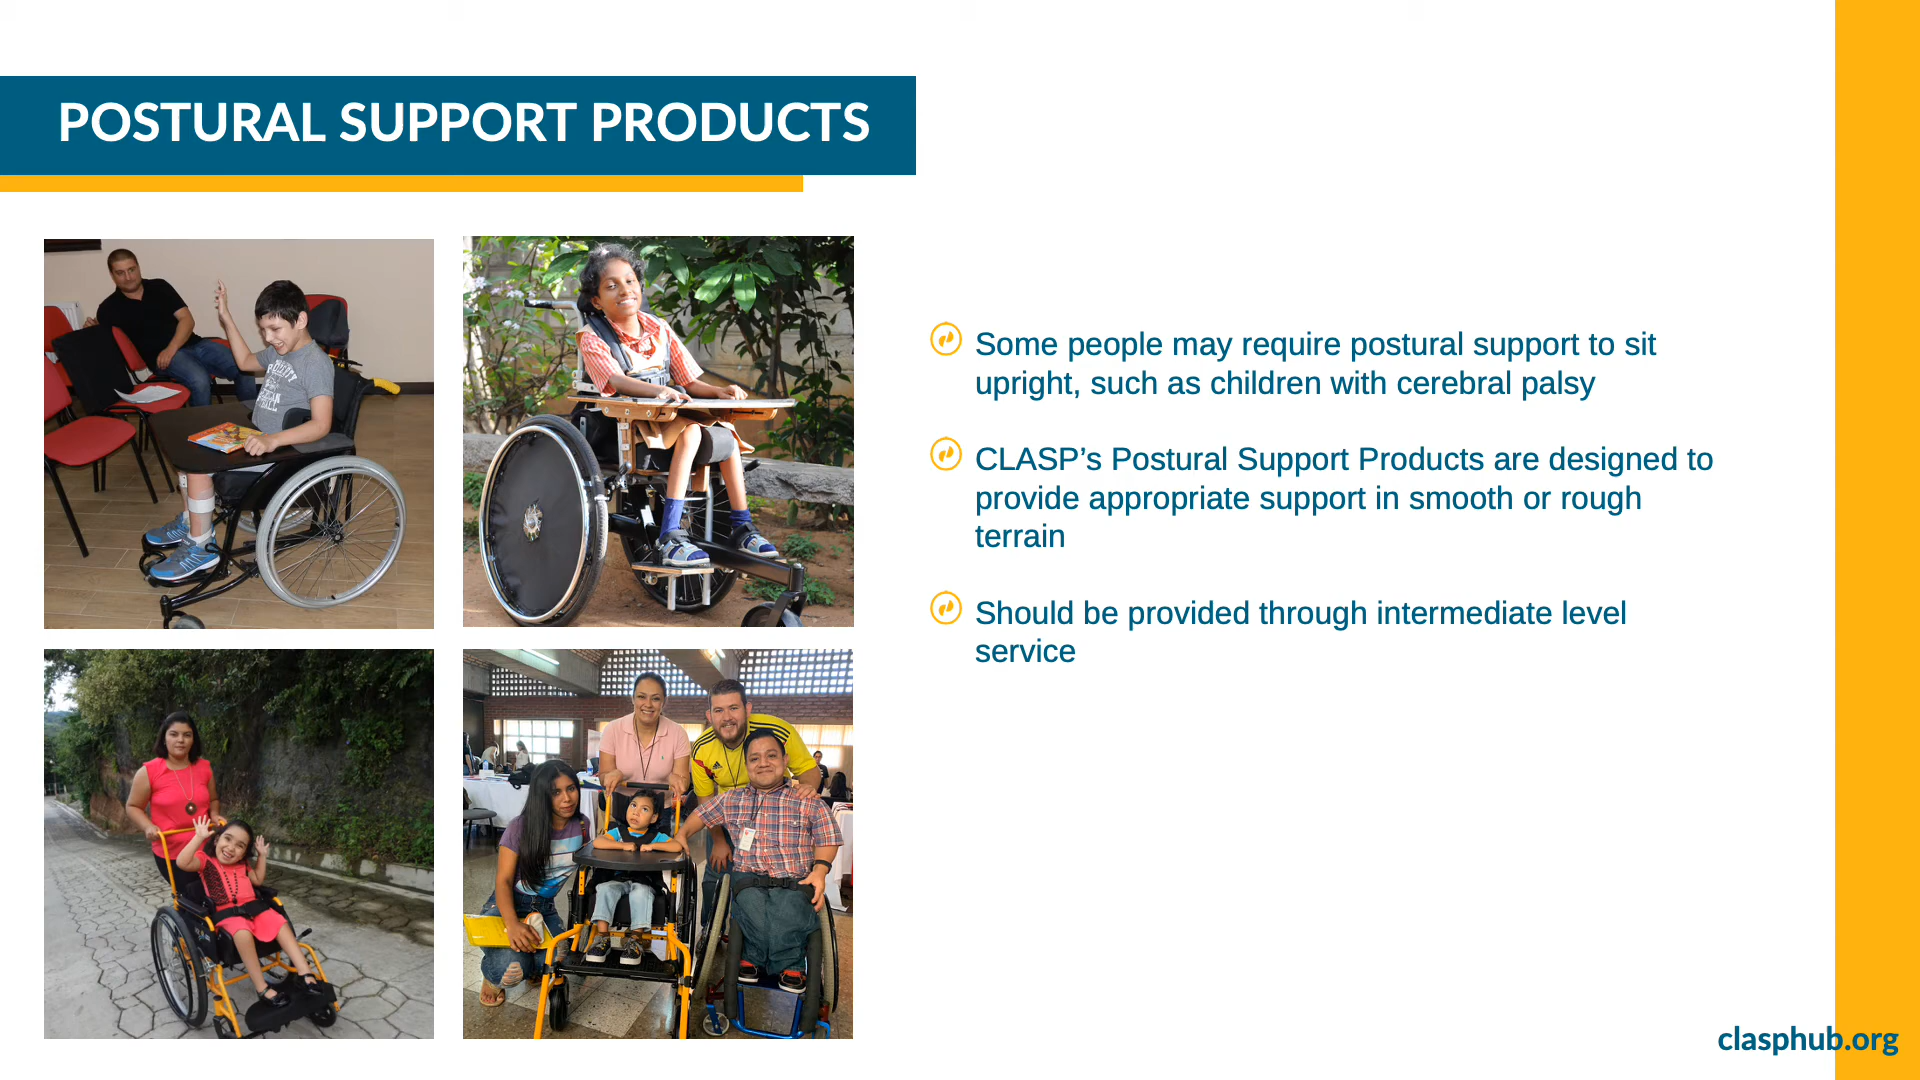 POSTURAL SUPPORT PRODUCTS
Some people may require postural support to sit
upright, such as children with cerebral palsy
CLASP’s Postural Support Products are designed to
provide appropriate support in smooth or rough
terrain
Should be provided through intermediate level
service
clasphub.org